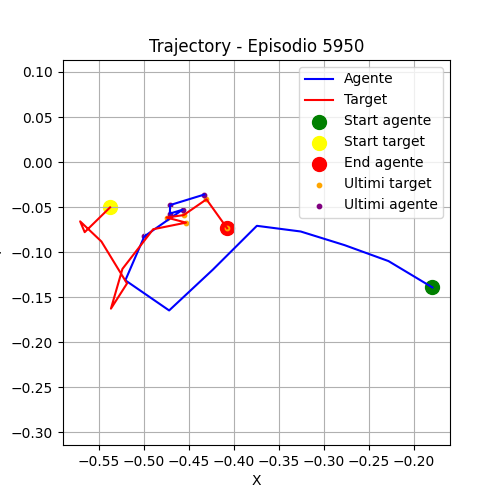 Trajectory - Episodio 5950
Agente
Target
Start agente
Start target
End agente
Ultimi target
Ultimi agente
0.10
0.05
0.00
−0.05
−0.10
−0.15
−0.20
−0.25
−0.30
−0.55 −0.50 −0.45 −0.40 −0.35 −0.30 −0.25 −0.20
X